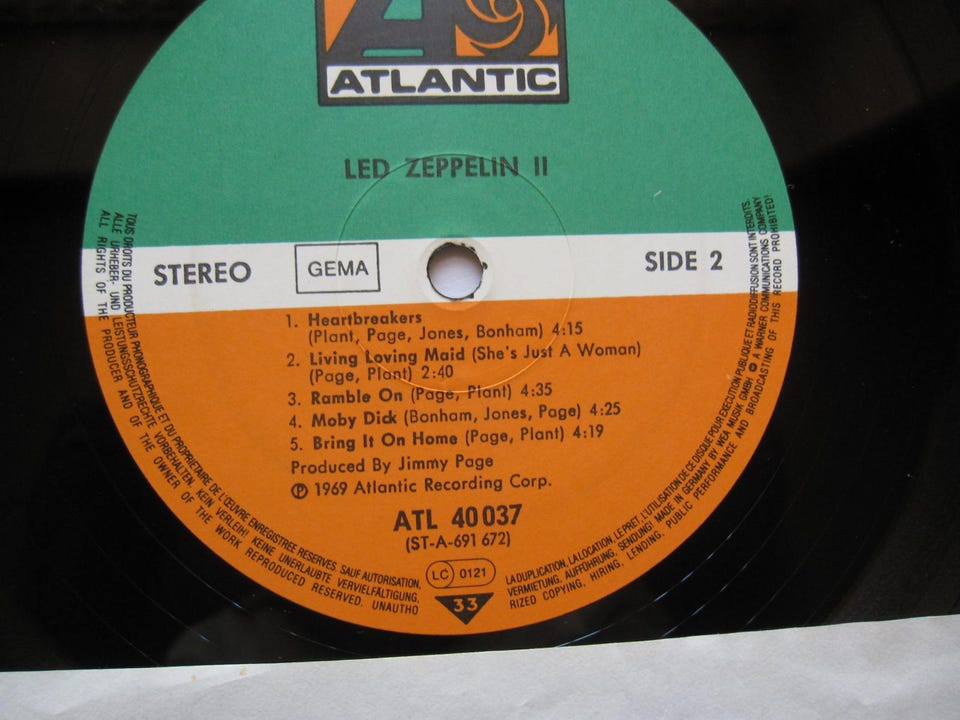 ATLANTIC
LED ZEPPELIN II
STEREO
GEMA
SIDE 2
1. Heartbreakers
(Plant, Page, Jones, Bonham) 4:15
2. Living Loving Maid (She's Just A Woman)
(Page, Plant) 2:40
3. Ramble On (Page, Plant) 4:35
4. Moby Dick (Bonham, Jones, Page) 4:25
5. Bring It On Home (Page, Plant) 4:19
Produced By Jimmy Page
℗ 1969 Atlantic Recording Corp.
ATL 40 037
(ST-A-691 672)
LC 0121
33
TOUS DROITS DU PRODUCTEUR PHONOGRAPHIQUE ET DU PROPRIETAIRE DE L'ŒUVRE ENREGISTREE RESERVES SAUF AUTORISATION,
LA DUPLICATION, LA LOCATION, LE PRET, L'UTILISATION DE CE DISQUE POUR EXECUTION PUBLIQUE ET RADIODIFFUSION SONT INTERDITS.
ALLE URHEBER- UND LEISTUNGSSCHUTZRECHTE VORBEHALTEN. KEIN VERLEIH! KEINE UNERLAUBTE VERVIELFÄLTIGUNG,
VERMIETUNG, AUFFÜHRUNG, SENDUNG! MADE IN GERMANY BY WEA MUSIK GMBH A WARNER COMMUNICATIONS COMPANY
ALL RIGHTS OF THE PRODUCER AND OF THE OWNER OF THE WORK REPRODUCED RESERVED. UNAUTHO
RIZED COPYING, HIRING, LENDING, PUBLIC PERFORMANCE AND BROADCASTING OF THIS RECORD PROHIBITED!